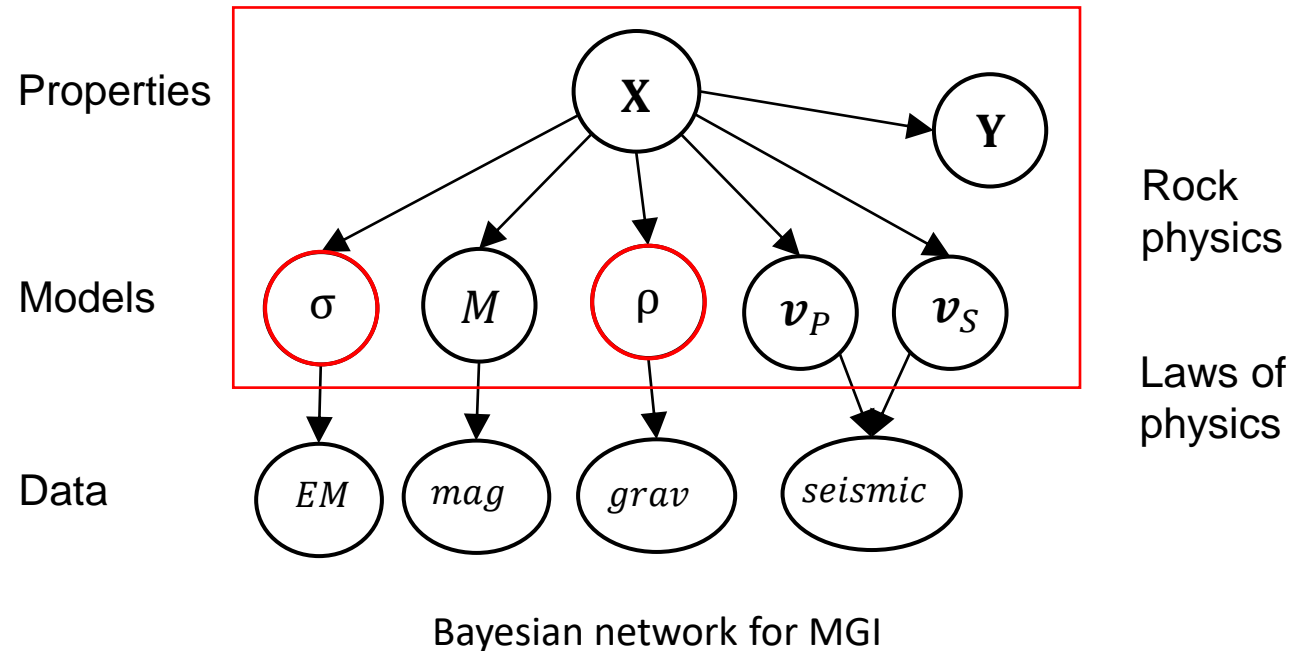 Properties
X
Y
Rock
physics
Models
σ
M
ρ
v_P
v_S
Laws of
physics
Data
EM
mag
grav
seismic
Bayesian network for MGI